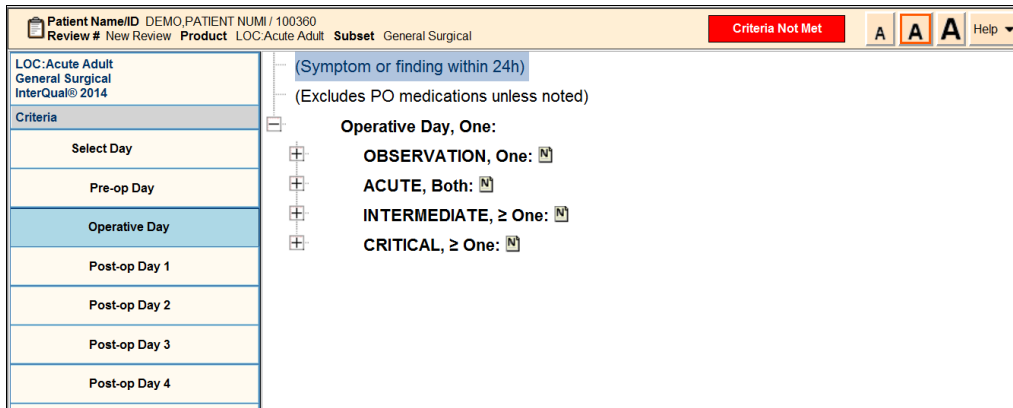 Patient Name/ID DEMO,PATIENT NUMI / 100360
Review # New Review Product LOC:Acute Adult Subset General Surgical
Criteria Not Met
A A A Help
LOC:Acute Adult
General Surgical
InterQual® 2014
Criteria
Select Day
Pre-op Day
Operative Day
Post-op Day 1
Post-op Day 2
Post-op Day 3
Post-op Day 4
(Symptom or finding within 24h)
(Excludes PO medications unless noted)
Operative Day, One:
OBSERVATION, One: N
ACUTE, Both: N
INTERMEDIATE, ≥ One: N
CRITICAL, ≥ One: N